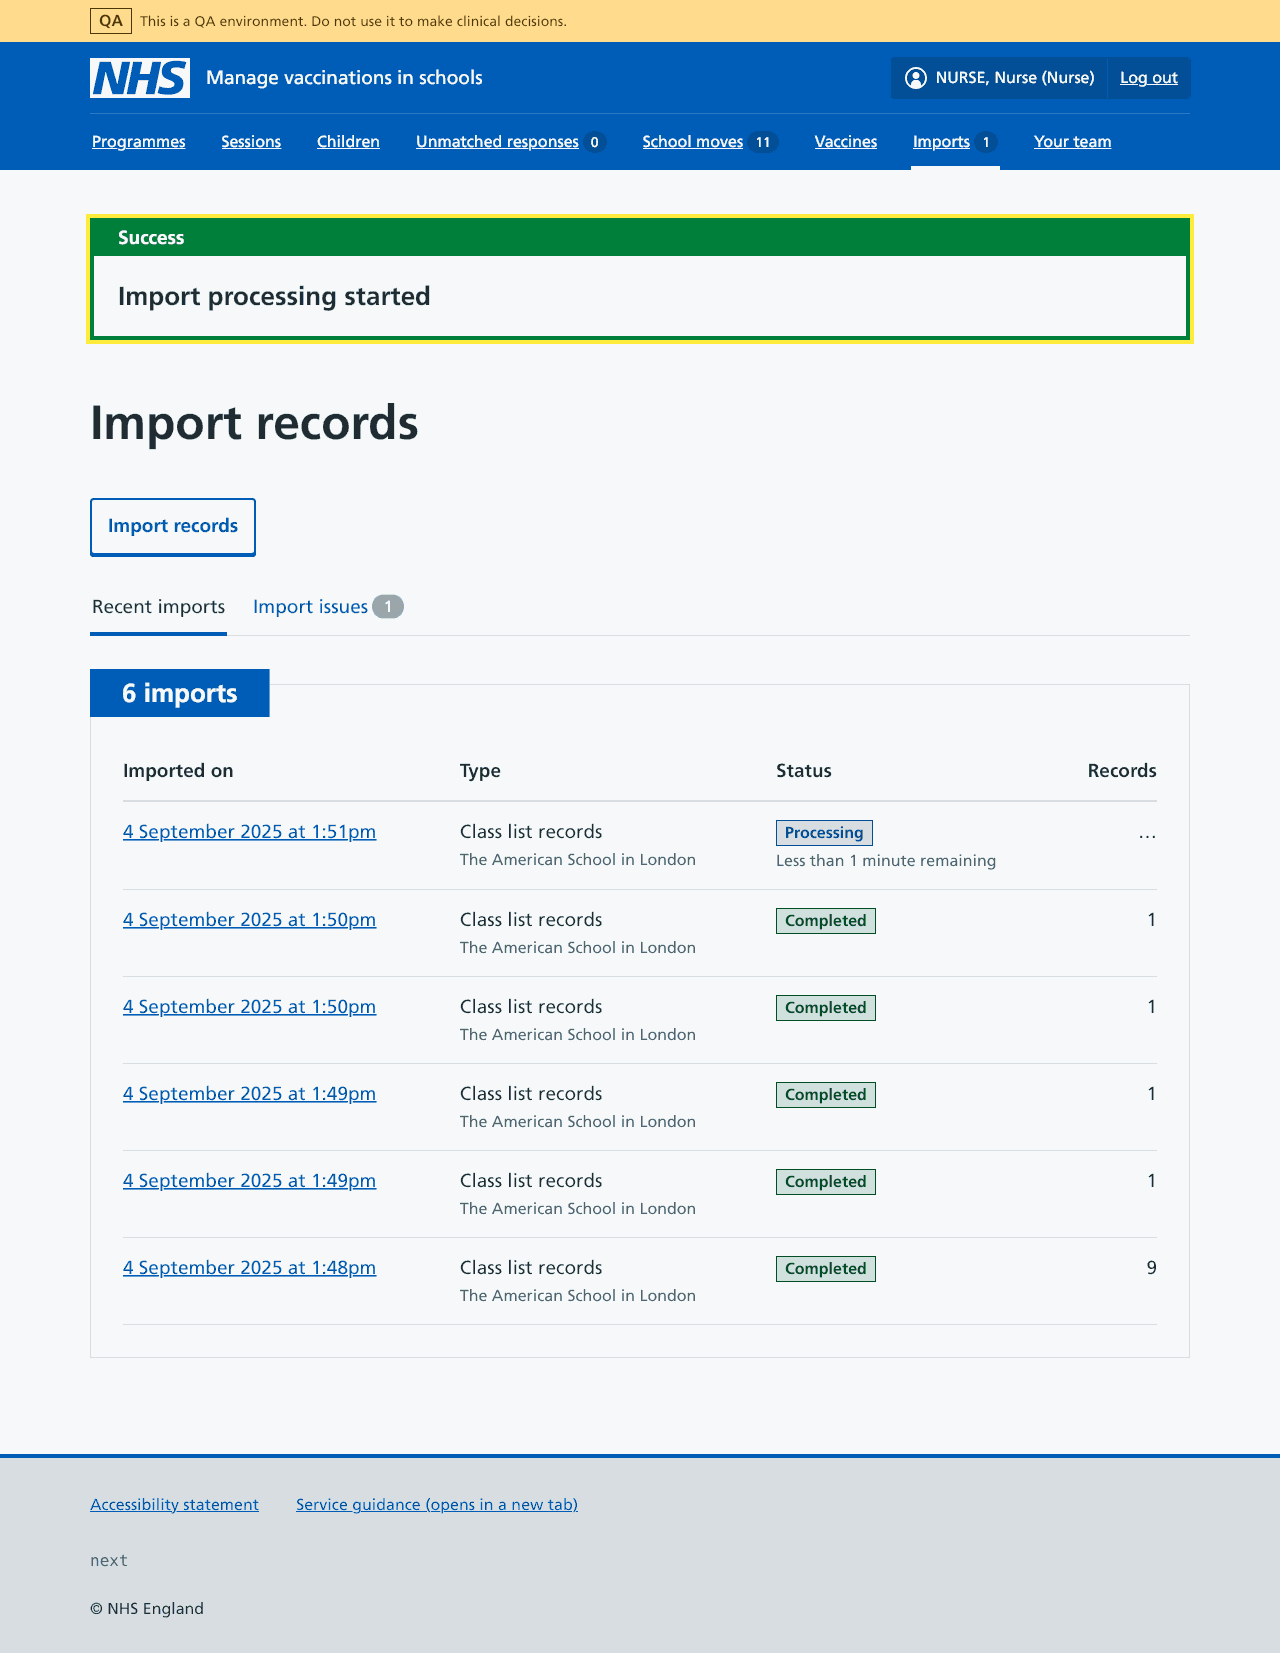 QA This is a QA environment. Do not use it to make clinical decisions.
NHS Manage vaccinations in schools NURSE, Nurse (Nurse) Log out
Programmes Sessions Children Unmatched responses 0 School moves 11 Vaccines Imports 1 Your team
Success
Import processing started
Import records
Import records
Recent imports Import issues 1
6 imports
Imported on Type Status Records
4 September 2025 at 1:51pm Class list records Processing ...
The American School in London Less than 1 minute remaining
4 September 2025 at 1:50pm Class list records Completed 1
The American School in London
4 September 2025 at 1:50pm Class list records Completed 1
The American School in London
4 September 2025 at 1:49pm Class list records Completed 1
The American School in London
4 September 2025 at 1:49pm Class list records Completed 1
The American School in London
4 September 2025 at 1:48pm Class list records Completed 9
The American School in London
Accessibility statement Service guidance (opens in a new tab)
next
© NHS England